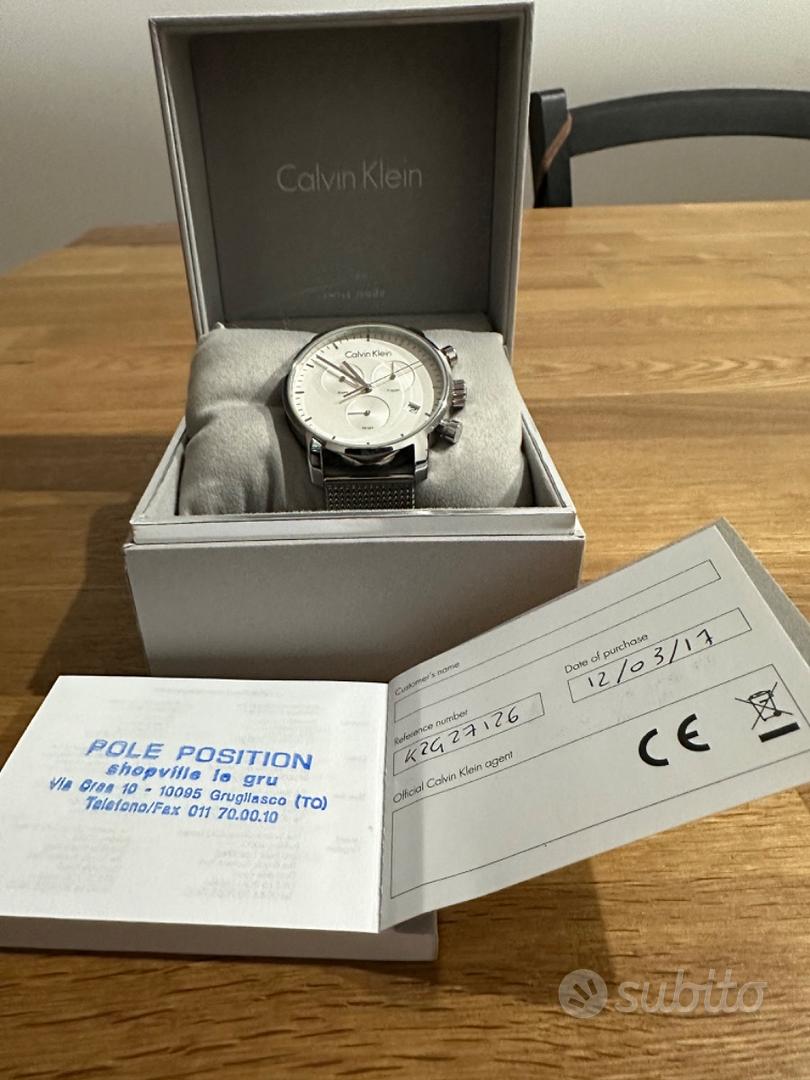 Calvin Klein
Calvin Klein
POLE POSITION
shopville le gru
Via Crea 10 - 10095 Grugliasco (TO)
Telefono/Fax 011 70.00.10
Customer's name
Date of purchase
12/03/17
Reference number
K2G27126
Official Calvin Klein agent
CE
subito